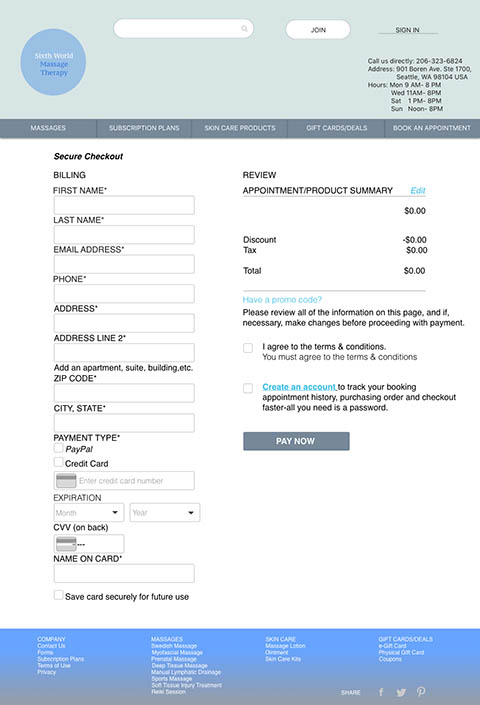 Sixth World
Massage
Therapy
JOIN
SIGN IN
Call us directly: 206-323-6824
Address: 901 Boren Ave. Ste 1700,
Seattle, WA 98104 USA
Hours: Mon 9 AM- 8 PM
Wed 11AM- 8PM
Sat 1 PM- 8PM
Sun Noon- 8PM
MASSAGES
SUBSCRIPTION PLANS
SKIN CARE PRODUCTS
GIFT CARDS/DEALS
BOOK AN APPOINTMENT
Secure Checkout
BILLING
FIRST NAME*
LAST NAME*
EMAIL ADDRESS*
PHONE*
ADDRESS*
ADDRESS LINE 2*
Add an apartment, suite, building,etc.
ZIP CODE*
CITY, STATE*
PAYMENT TYPE*
PayPal
Credit Card
Enter credit card number
EXPIRATION
Month
Year
CVV (on back)
---
NAME ON CARD*
Save card securely for future use
REVIEW
APPOINTMENT/PRODUCT SUMMARY Edit
$0.00
Discount -$0.00
Tax $0.00
Total $0.00
Have a promo code?
Please review all of the information on this page, and if,
necessary, make changes before proceeding with payment.
I agree to the terms & conditions.
You must agree to the terms & conditions
Create an account to track your booking
appointment history, purchasing order and checkout
faster-all you need is a password.
PAY NOW
COMPANY
Contact Us
Forms
Subscription Plans
Terms of Use
Privacy
MASSAGES
Swedish Massage
Myofascial Massage
Prenatal Massage
Deep Tissue Massage
Manual Lymphatic Drainage
Sports Massage
Soft Tissue Injury Treatment
Reiki Session
SKIN CARE
Massage Lotion
Ointment
Skin Care Kits
GIFT CARDS/DEALS
e-Gift Card
Physical Gift Card
Coupons
SHARE